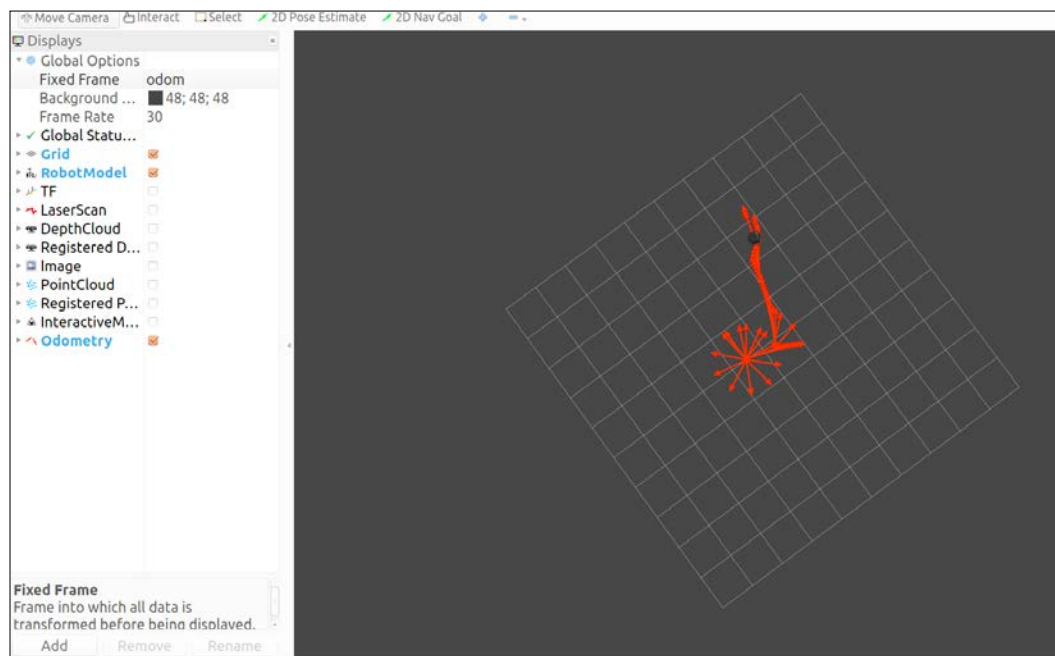 Move Camera Interact Select 2D Pose Estimate 2D Nav Goal
Displays
Global Options
Fixed Frame odom
Background ... 48; 48; 48
Frame Rate 30
Global Statu...
Grid
RobotModel
TF
LaserScan
DepthCloud
Registered D...
Image
PointCloud
Registered P...
InteractiveM...
Odometry
Fixed Frame
Frame into which all data is
transformed before being displayed.
Add Remove Rename